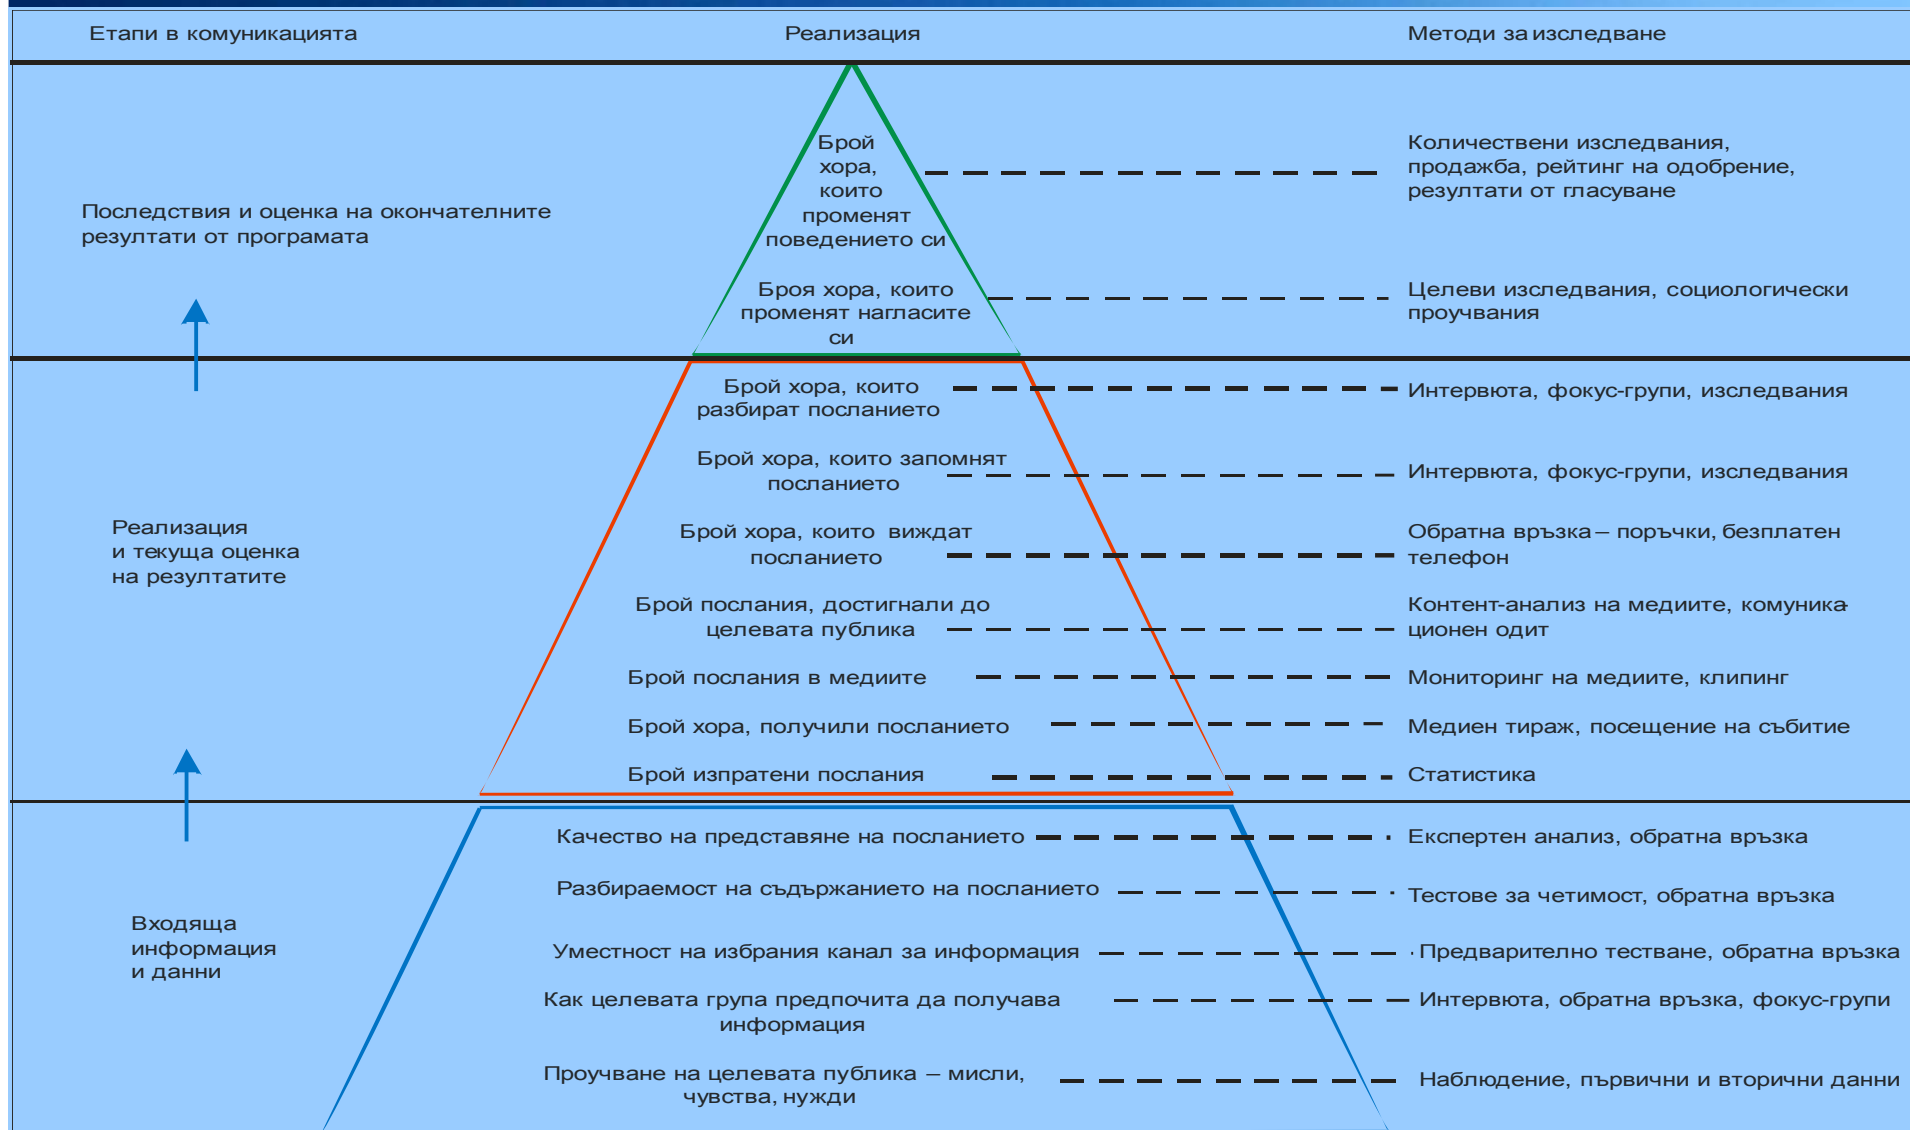 Етапи в комуникацията
Реализация
Методи за изследване
Последствия и оценка на окончателните
резултати от програмата
Брой
хора,
които
променят
поведението си
Количествени изследвания,
продажба, рейтинг на одобрение,
резултати от гласуване
Броя хора, които
променят нагласите
си
Целеви изследвания, социологически
проучвания
Реализация
и текуща оценка
на резултатите
Брой хора, които
разбират посланието
Интервюта, фокус-групи, изследвания
Брой хора, които запомнят
посланието
Интервюта, фокус-групи, изследвания
Брой хора, които виждат
посланието
Обратна връзка – поръчки, безплатен
телефон
Брой послания, достигнали до
целевата публика
Контент-анализ на медиите, комуника-
ционен одит
Брой послания в медиите
Мониторинг на медиите, клипинг
Брой хора, получили посланието
Медиен тираж, посещение на събитие
Брой изпратени послания
Статистика
Входяща
информация
и данни
Качество на представяне на посланието
Експертен анализ, обратна връзка
Разбираемост на съдържанието на посланието
Тестове за четимост, обратна връзка
Уместност на избрания канал за информация
Предварително тестване, обратна връзка
Как целевата група предпочита да получава
информация
Интервюта, обратна връзка, фокус-групи
Проучване на целевата публика – мисли,
чувства, нужди
Наблюдение, първични и вторични данни